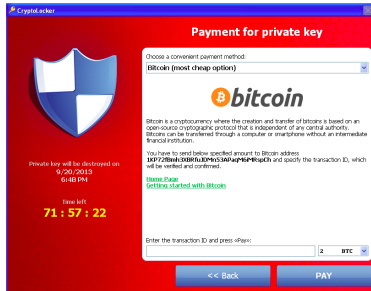 CryptoLocker
Payment for private key
Choose a convenient payment method:
Bitcoin (most cheap option)
bitcoin
Bitcoin is a cryptocurrency where the creation and transfer of bitcoins is based on an
open-source cryptographic protocol that is independent of any central authority.
Bitcoins can be transferred through a computer or smartphone without an intermediate
financial institution.
You have to send below specified amount to Bitcoin address
and specify the transaction ID, which
will be verified and confirmed.
Home Page
Getting started with Bitcoin
Private key will be destroyed on
9/20/2013
6:48 PM
Time left
71 : 57 : 22
Enter the transaction ID and press «Pay»:
2 BTC
<< Back
PAY